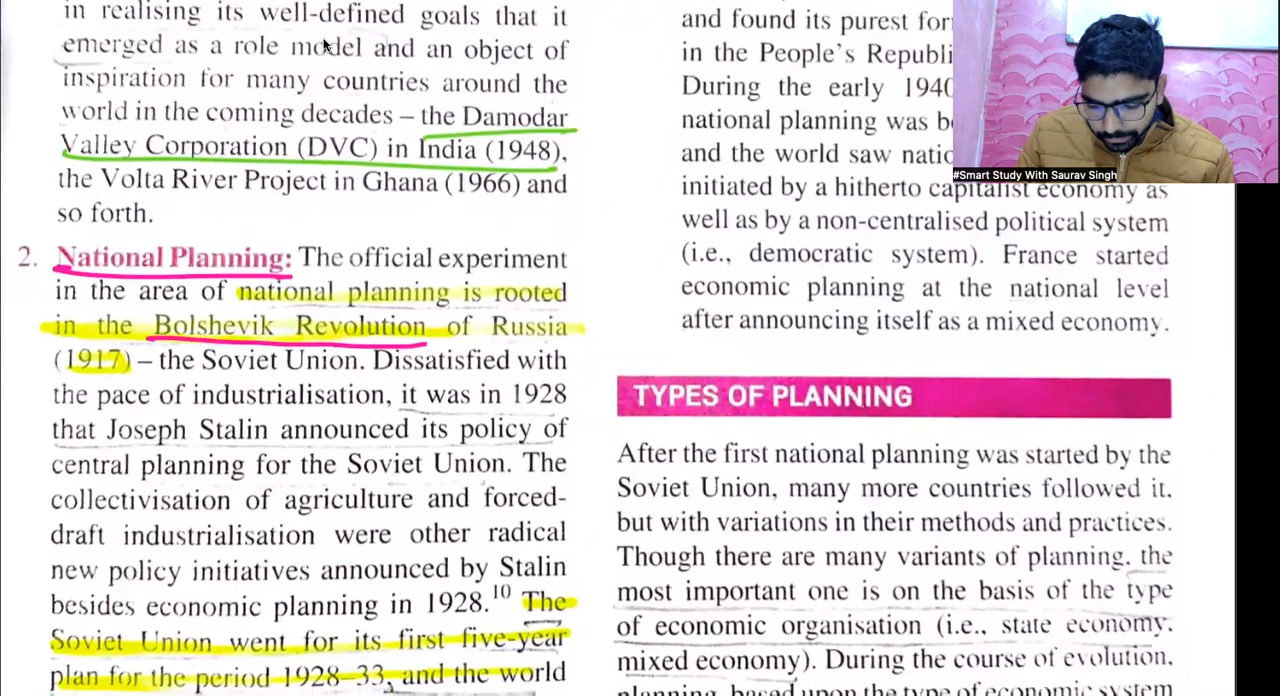 in realising its well-defined goals that it
emerged as a role model and an object of
inspiration for many countries around the
world in the coming decades – the Damodar
Valley Corporation (DVC) in India (1948),
the Volta River Project in Ghana (1966) and
so forth.
2. National Planning: The official experiment
in the area of national planning is rooted
in the Bolshevik Revolution of Russia
(1917) – the Soviet Union. Dissatisfied with
the pace of industrialisation, it was in 1928
that Joseph Stalin announced its policy of
central planning for the Soviet Union. The
collectivisation of agriculture and forced-
draft industrialisation were other radical
new policy initiatives announced by Stalin
besides economic planning in 1928.10 The
Soviet Union went for its first five-year
plan for the period 1928–33, and the world
and found its purest
in the People's
During the early
national planning was
and the world saw
initiated by a hitherto capitalist economy as
well as by a non-centralised political system
(i.e., democratic system). France started
economic planning at the national level
after announcing itself as a mixed economy.
TYPES OF PLANNING
After the first national planning was started by the
Soviet Union, many more countries followed it,
but with variations in their methods and practices.
Though there are many variants of planning, the
most important one is on the basis of the type
of economic organisation (i.e., state economy,
mixed economy). During the course of evolution,
planning, based upon the type of economic system
#Smart Study With Saurav Singh